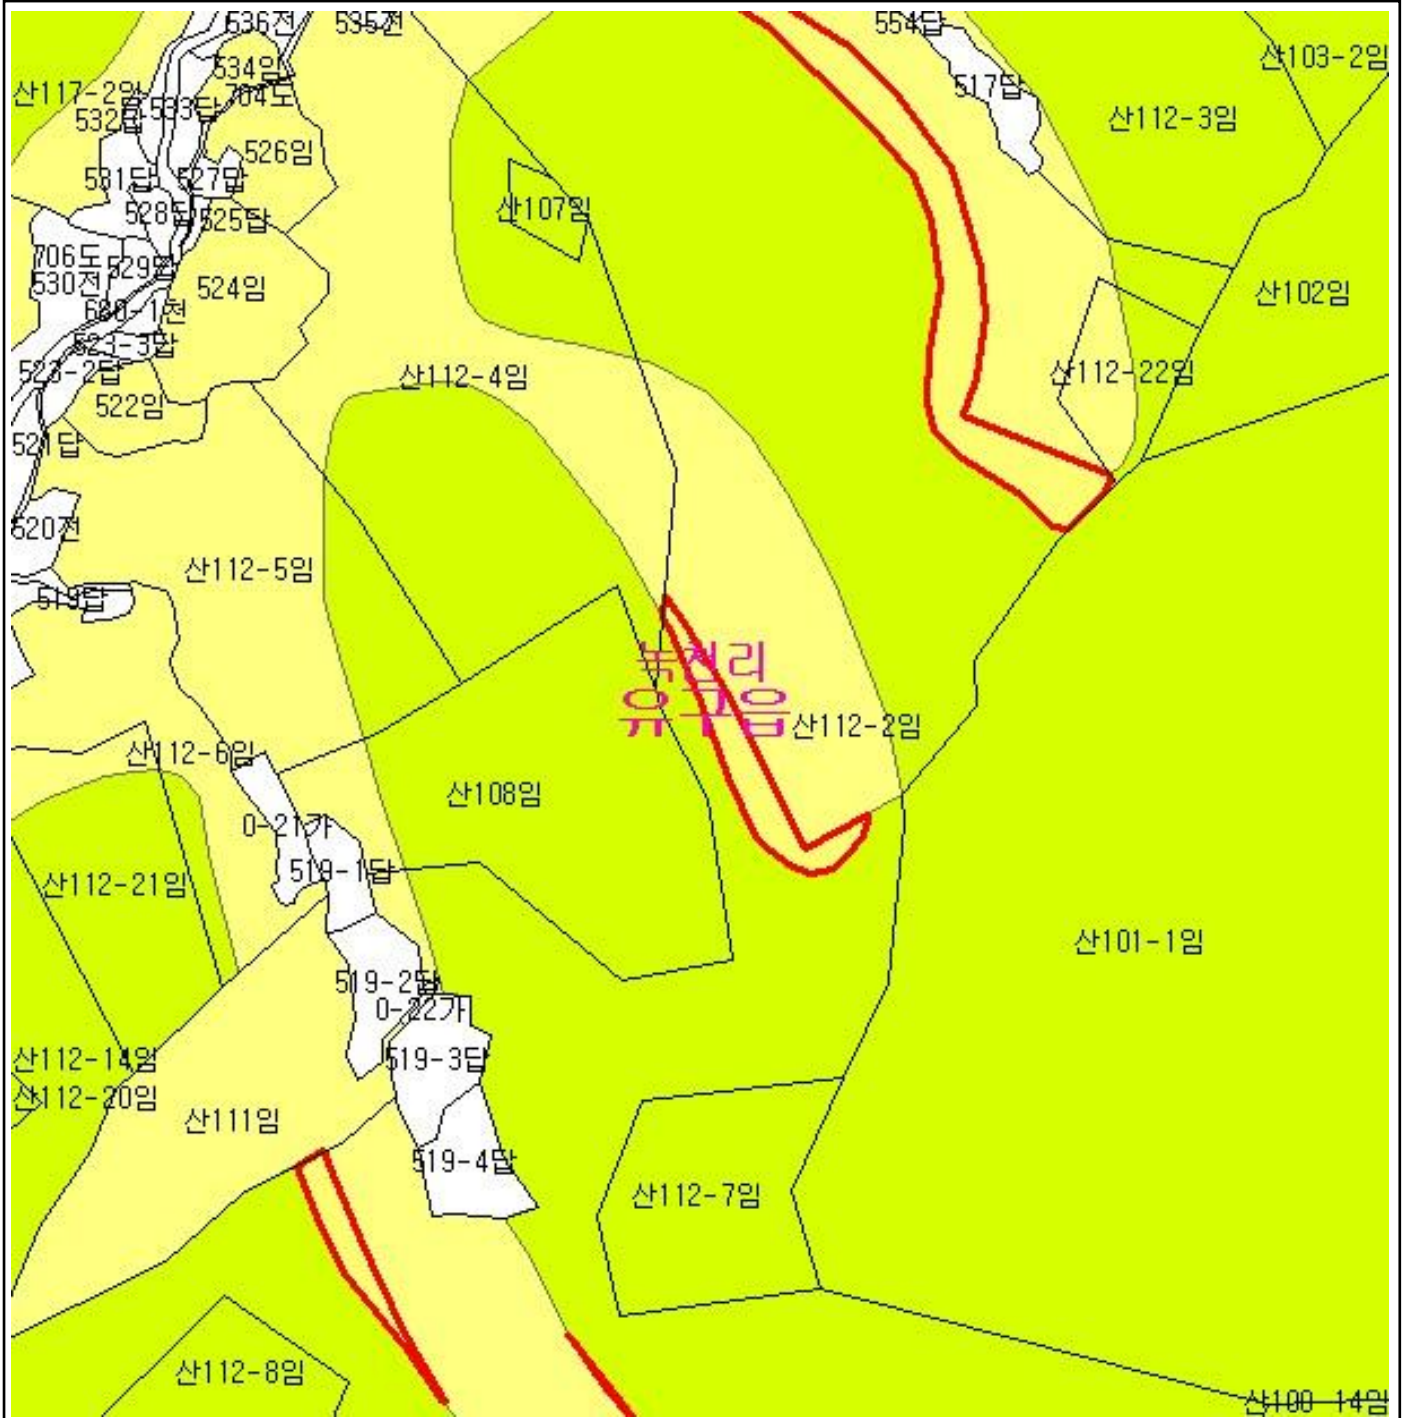 536전
535전
554답
산103-2임
534임
517답
산117-2임
533답
704도
532답
산112-3임
526임
531답
527답
528답
525답
산107임
706도
529답
530전
524임
산102임
680-1천
523-3답
523-2답
산112-4임
산112-22임
522임
521답
520전
산112-5임
519답
녹천리
유구읍
산112-2임
산112-6임
산108임
0-21가
519-1답
산112-21임
산101-1임
519-2답
0-22가
산112-14임
519-3답
산112-20임
산111임
519-4답
산112-7임
산112-8임
산100-14임